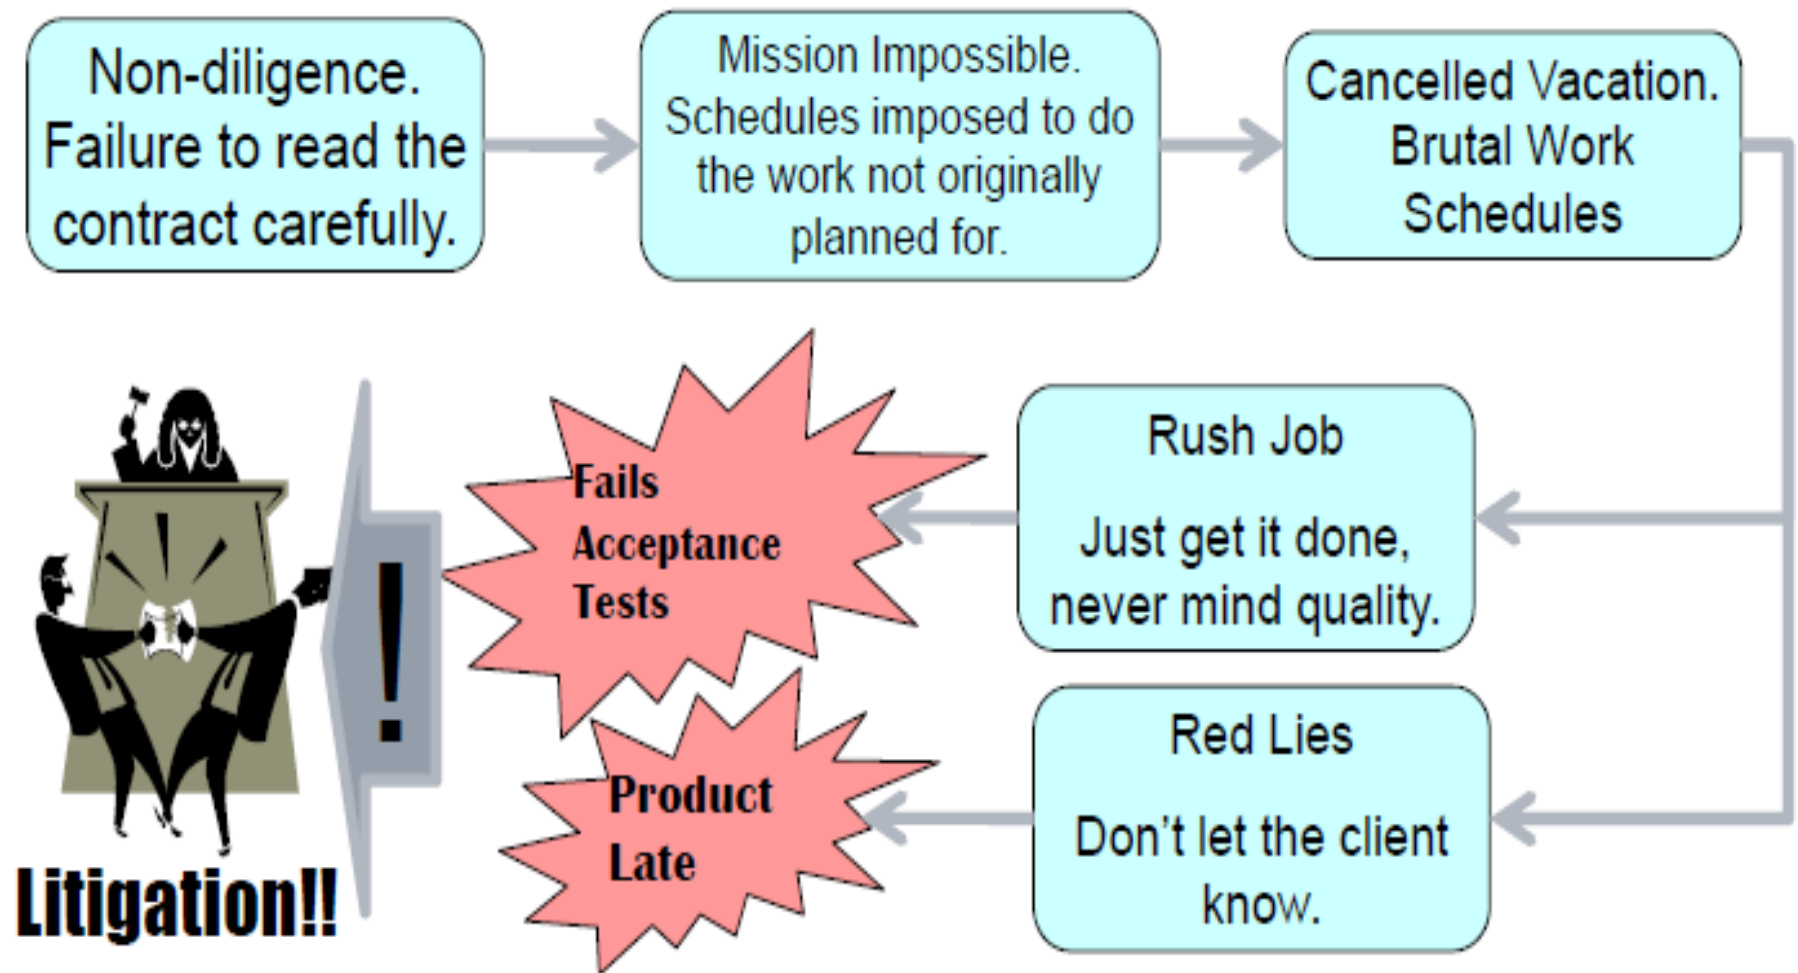 Non-diligence.
Failure to read the
contract carefully.
Mission Impossible.
Schedules imposed to do
the work not originally
planned for.
Cancelled Vacation.
Brutal Work
Schedules
Rush Job
Just get it done,
never mind quality.
Red Lies
Don't let the client
know.
Fails
Acceptance
Tests
Product
Late
!
Litigation!!